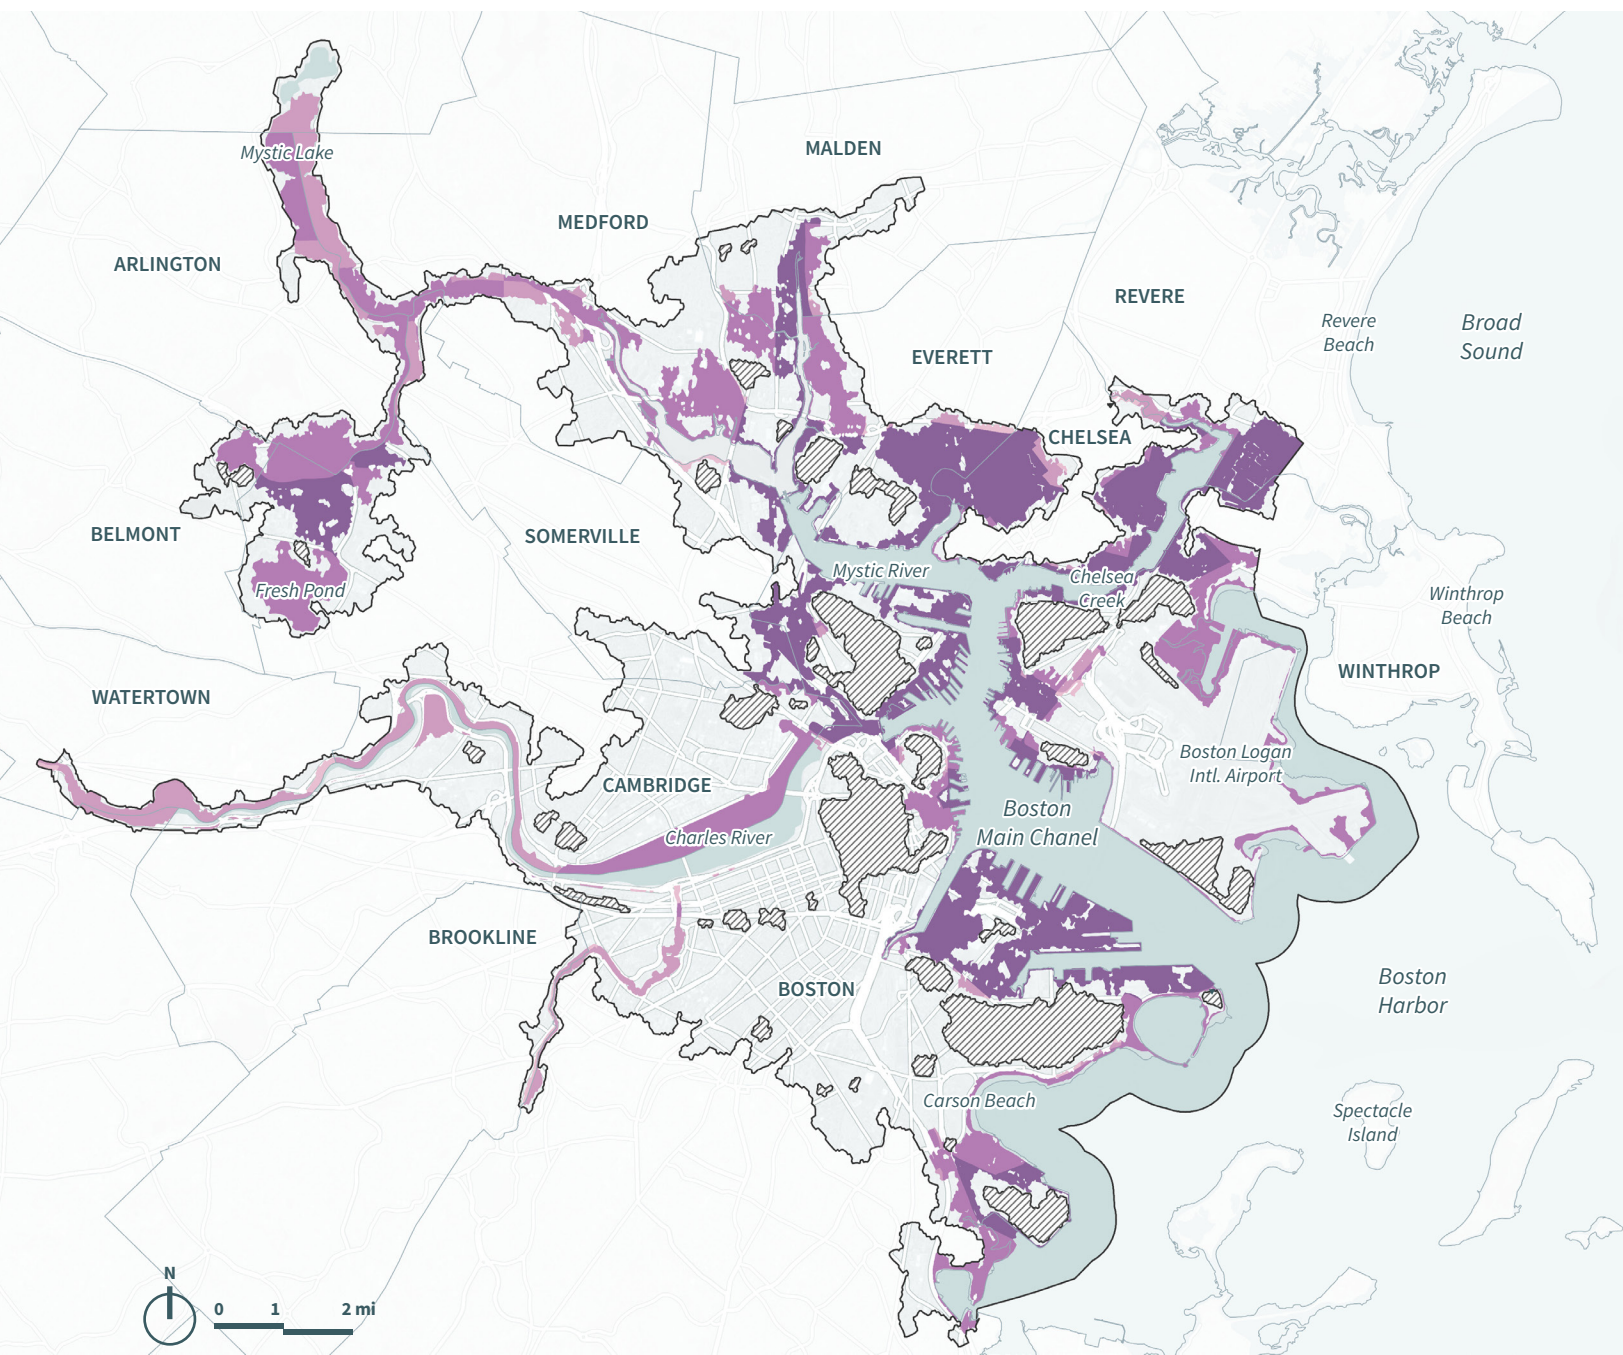 MALDEN
Mystic Lake
MEDFORD
ARLINGTON
REVERE
Revere
Beach
Broad
Sound
EVERETT
CHELSEA
BELMONT
SOMERVILLE
Mystic River
Chelsea
Creek
Fresh Pond
Winthrop
Beach
WINTHROP
WATERTOWN
Boston Logan
Intl. Airport
CAMBRIDGE
Boston
Main Chanel
Charles River
BROOKLINE
BOSTON
Boston
Harbor
Carson Beach
Spectacle
Island
N
0 1 2 mi